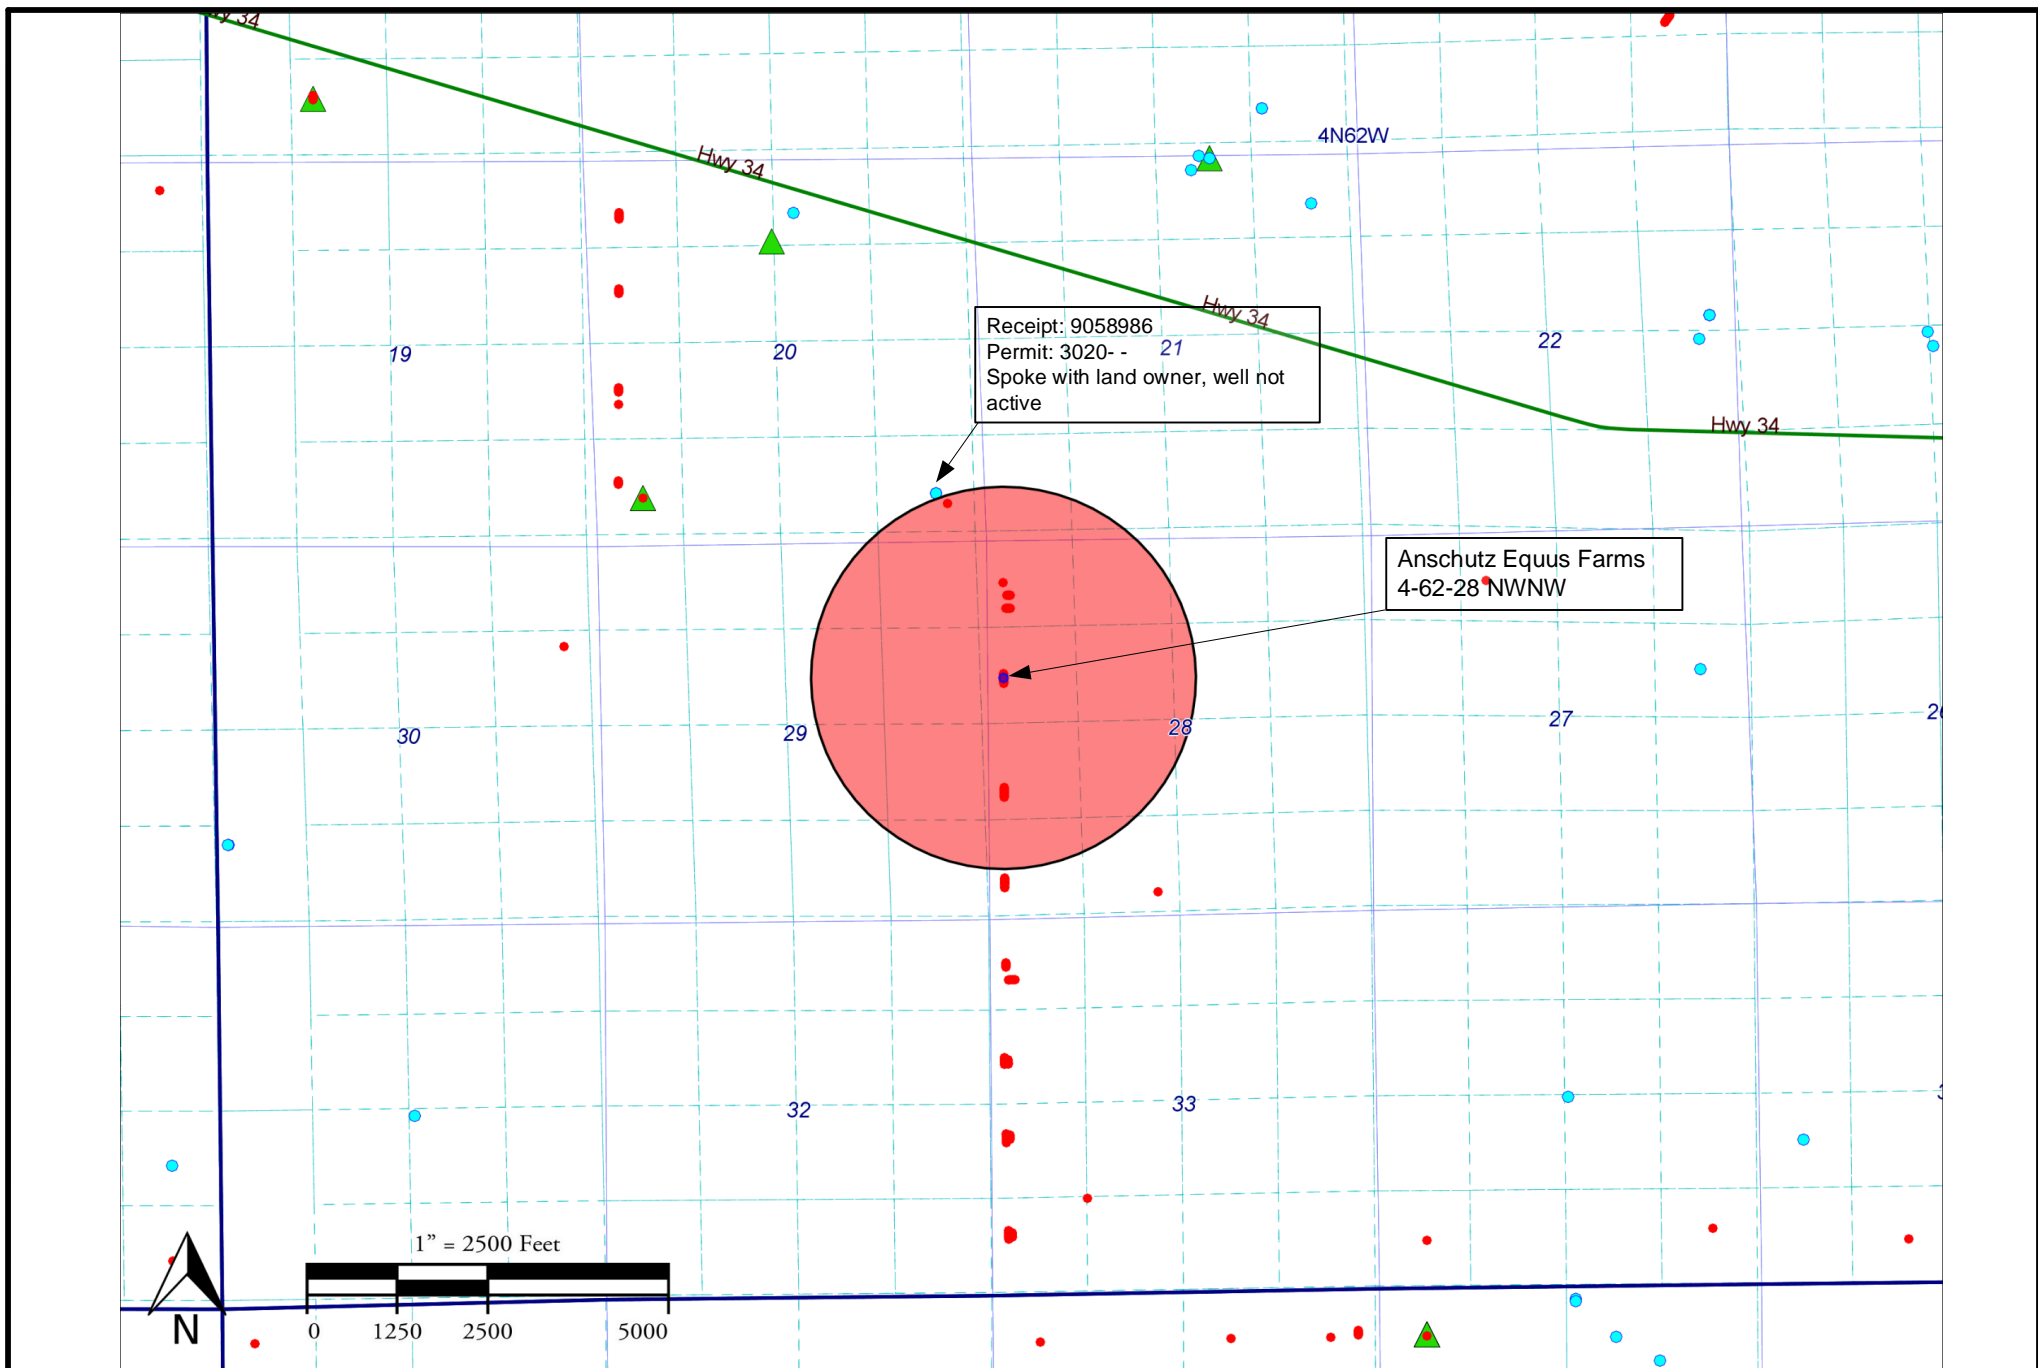 Hwy 34
4N62W
Hwy 34
Hwy 34
Receipt: 9058986
Permit: 3020- -
Spoke with land owner, well not
active
19
20
21
22
Hwy 34
Anschutz Equus Farms
4-62-28 NWNW
30
29
28
27
32
33
1” = 2500 Feet
0 1250 2500 5000
N